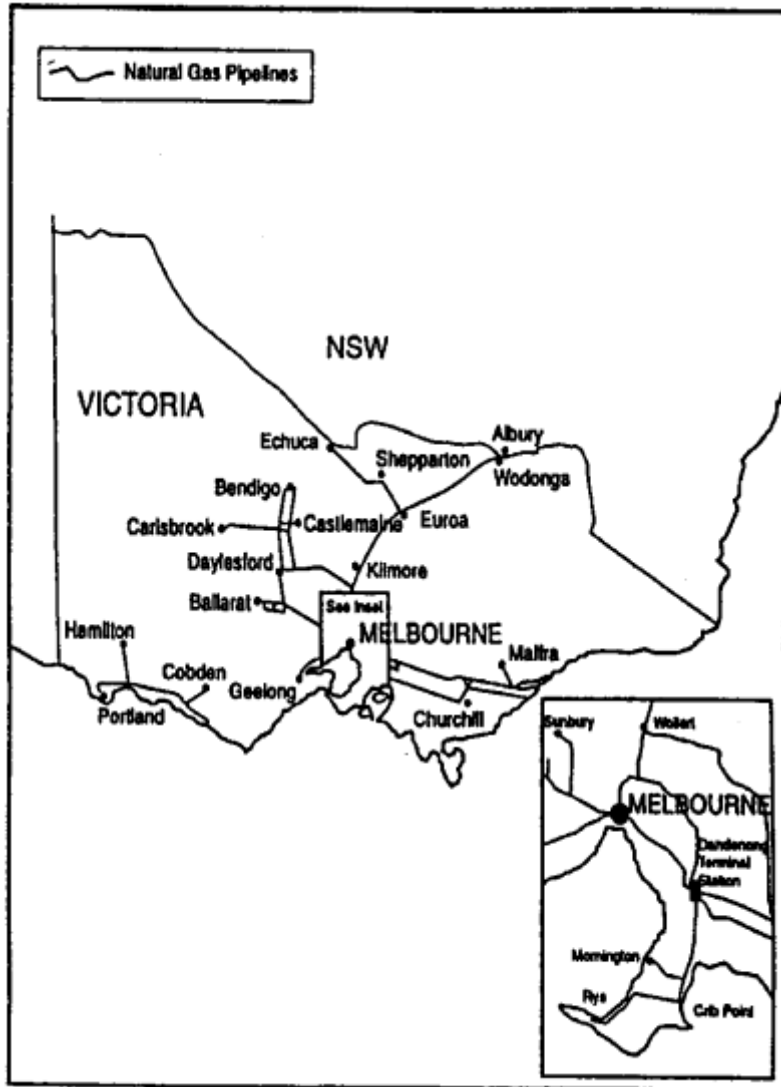 Natural Gas Pipelines
NSW
VICTORIA
Echuca
Albury
Shepparton
Wodonga
Bendigo
Carlsbrook
Castlemaine
Euroa
Daylesford
Kilmore
Ballarat
See Inset
MELBOURNE
Hamilton
Maffra
Cobden
Geelong
Portland
Churchill
Sunbury
Wollert
MELBOURNE
Dandenong
Terminal
Station
Mornington
Rye
Crib Point